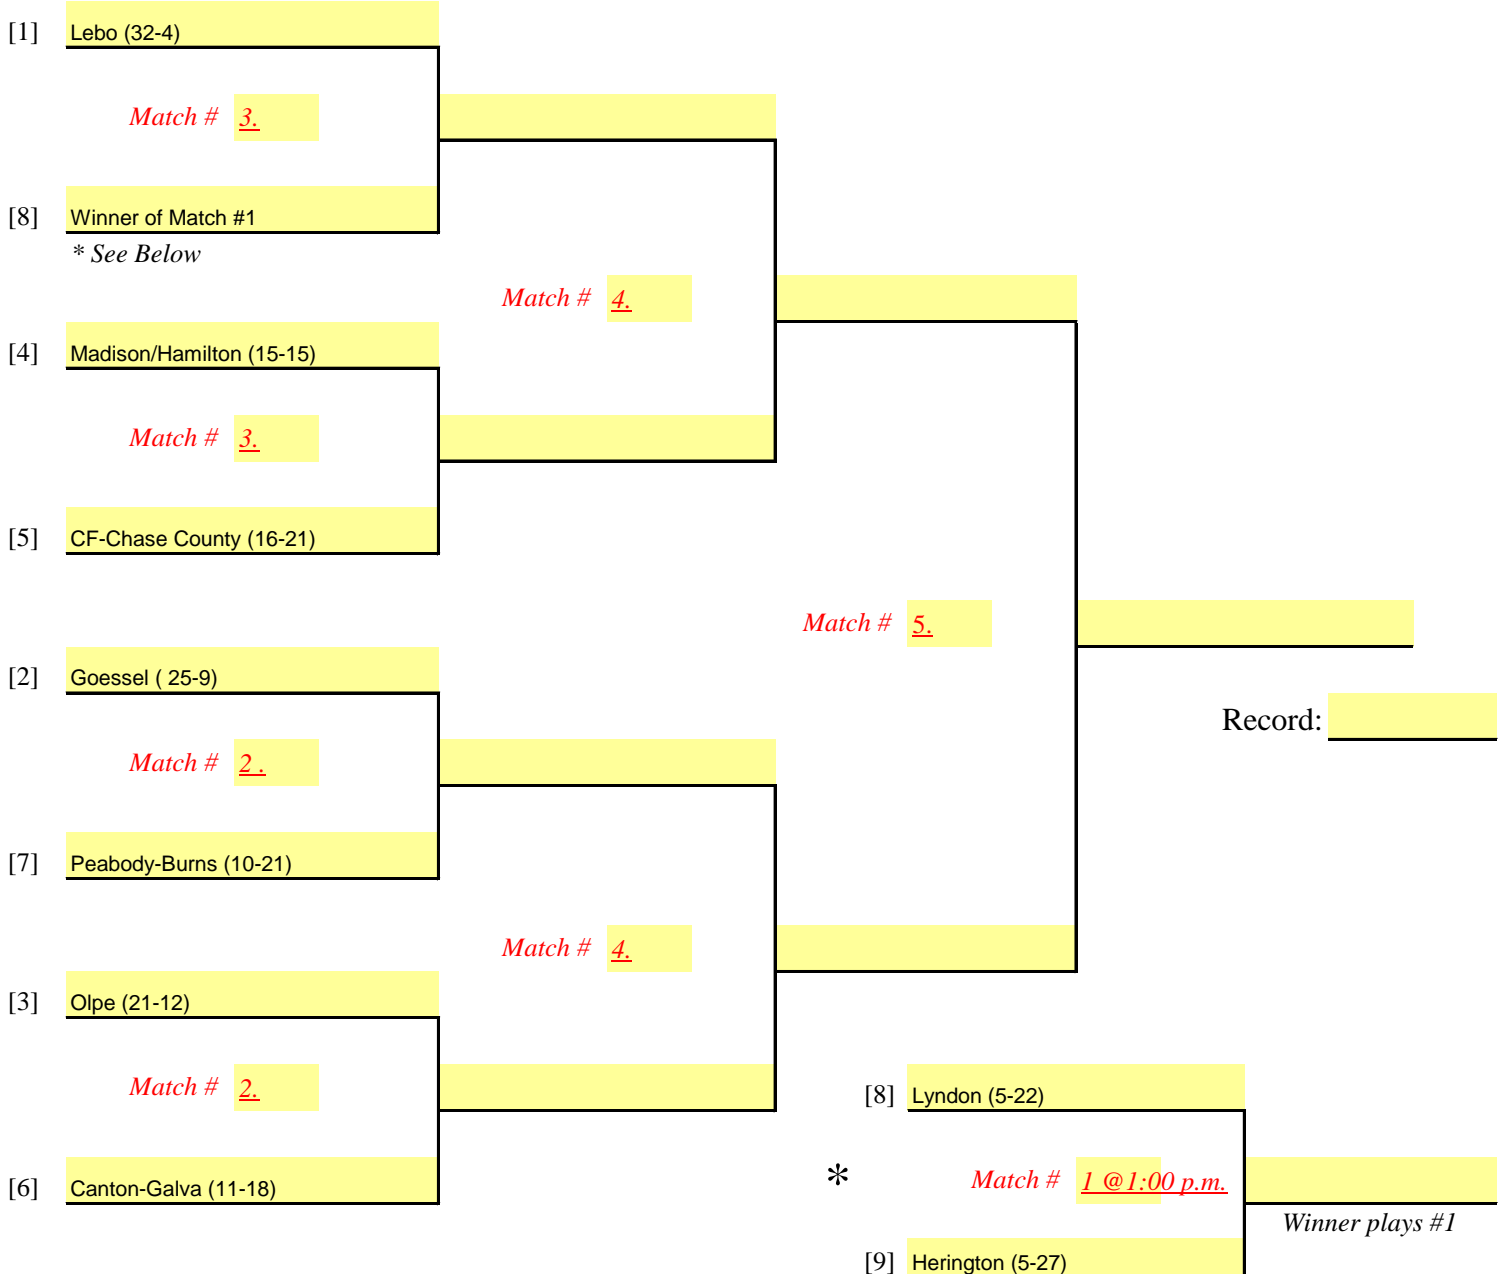 [1] Lebo (32-4)
Match # 3.
[8] Winner of Match #1
* See Below
Match # 4.
[4] Madison/Hamilton (15-15)
Match # 3.
[5] CF-Chase County (16-21)
Match # 5.
[2] Goessel ( 25-9)
Record:
Match # 2 .
[7] Peabody-Burns (10-21)
Match # 4.
[3] Olpe (21-12)
Match # 2.
[6] Canton-Galva (11-18)
[8] Lyndon (5-22)
* Match # 1 @1:00 p.m.
Winner plays #1
[9] Herington (5-27)